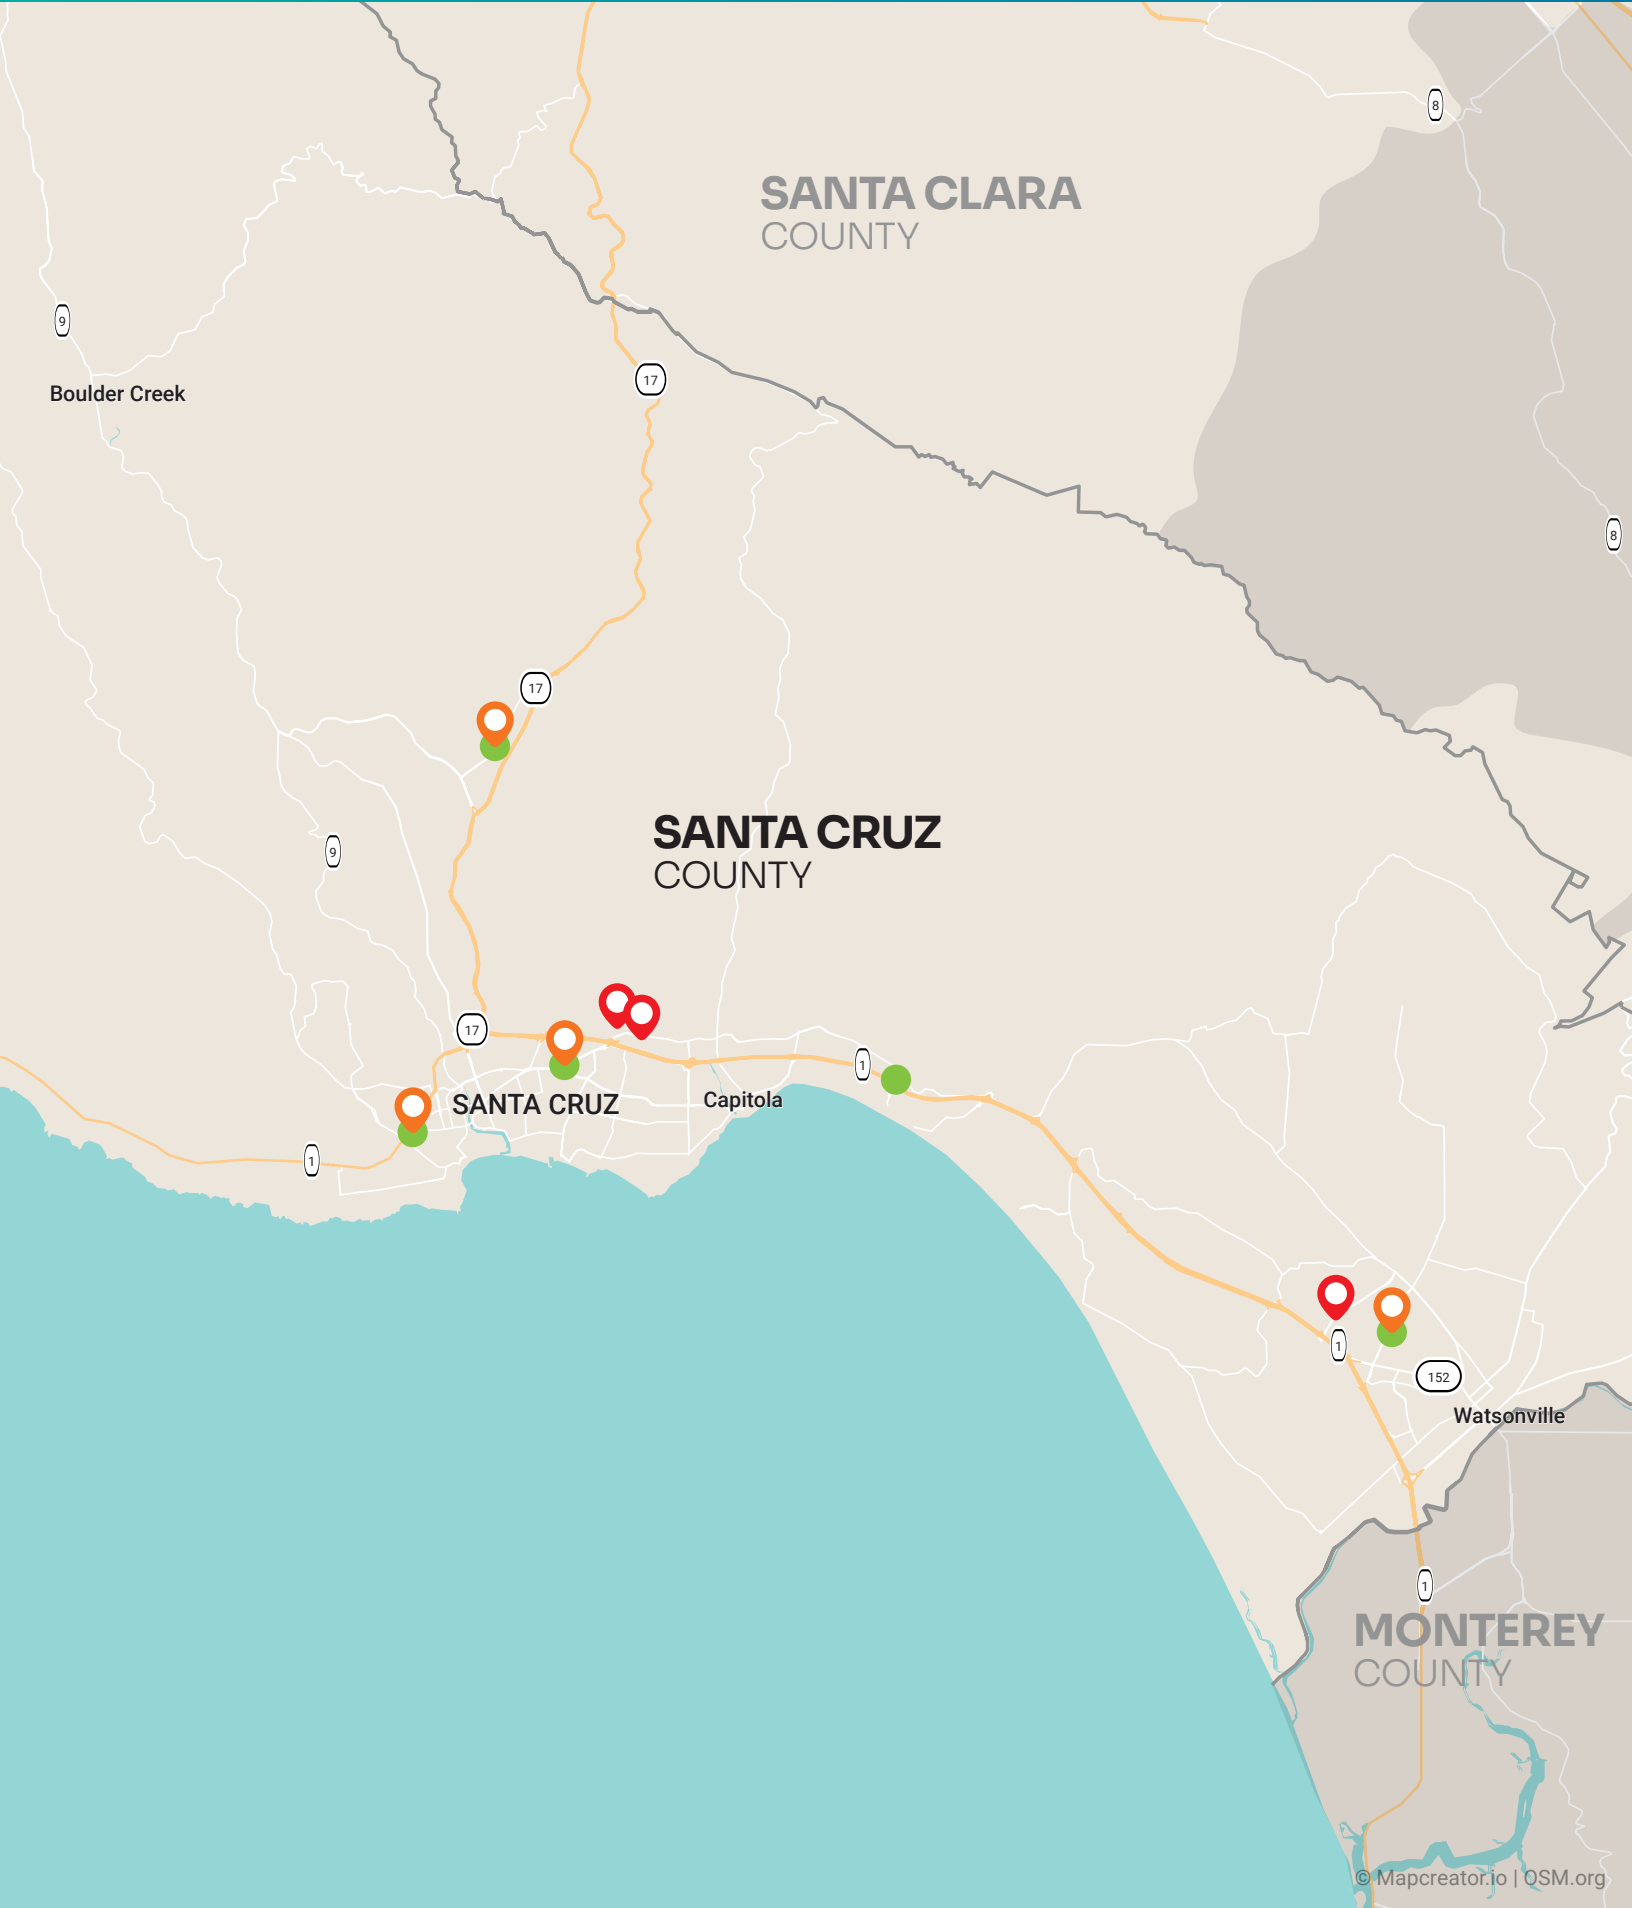 8
SANTA CLARA
COUNTY
9
17
Boulder Creek
8
17
SANTA CRUZ
COUNTY
9
17
1
Capitola
SANTA CRUZ
1
1
152
Watsonville
1
MONTEREY
COUNTY
© Mapcreator.io | OSM.org